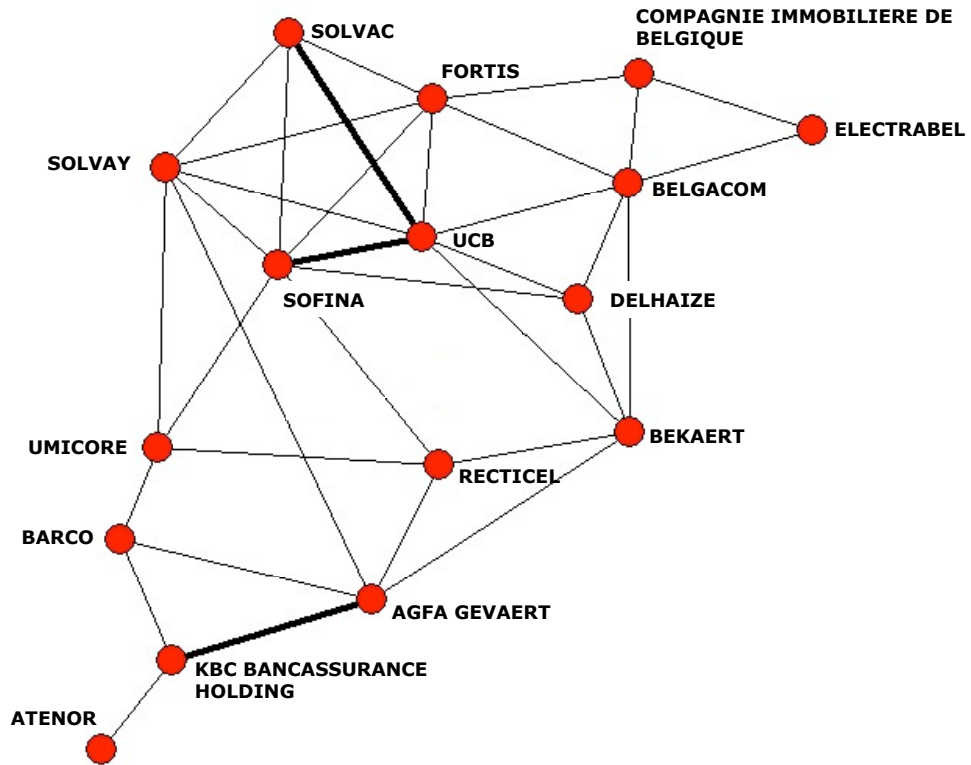 COMPAGNIE IMMOBILIERE DE
BELGIQUE
SOLVAC
FORTIS
ELECTRABEL
SOLVAY
BELGACOM
UCB
SOFINA
DELHAIZE
UMICORE
BEKAERT
RECTICEL
BARCO
AGFA GEVAERT
KBC BANCASSURANCE
HOLDING
ATENOR